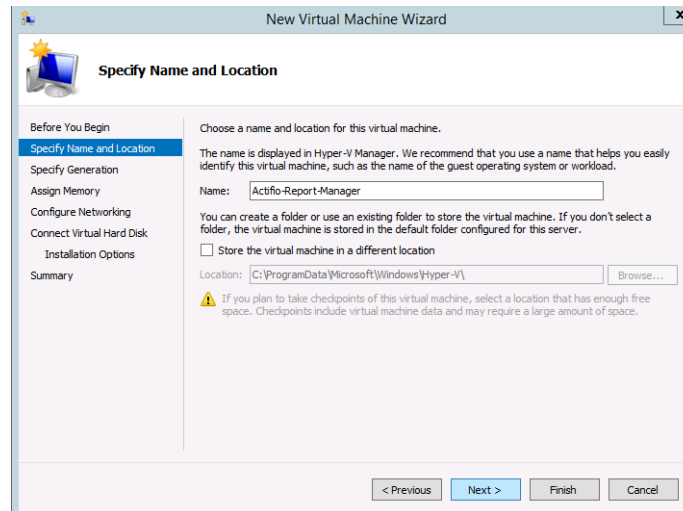 New Virtual Machine Wizard
x
Specify Name and Location
Before You Begin
Specify Name and Location
Specify Generation
Assign Memory
Configure Networking
Connect Virtual Hard Disk
Installation Options
Summary
Choose a name and location for this virtual machine.
The name is displayed in Hyper-V Manager. We recommend that you use a name that helps you easily
identify this virtual machine, such as the name of the guest operating system or workload.
Name: Actifio-Report-Manager
You can create a folder or use an existing folder to store the virtual machine. If you don't select a
folder, the virtual machine is stored in the default folder configured for this server.
Store the virtual machine in a different location
Location: C:\ProgramData\Microsoft\Windows\Hyper-V\ Browse...
If you plan to take checkpoints of this virtual machine, select a location that has enough free
space. Checkpoints include virtual machine data and may require a large amount of space.
< Previous Next > Finish Cancel